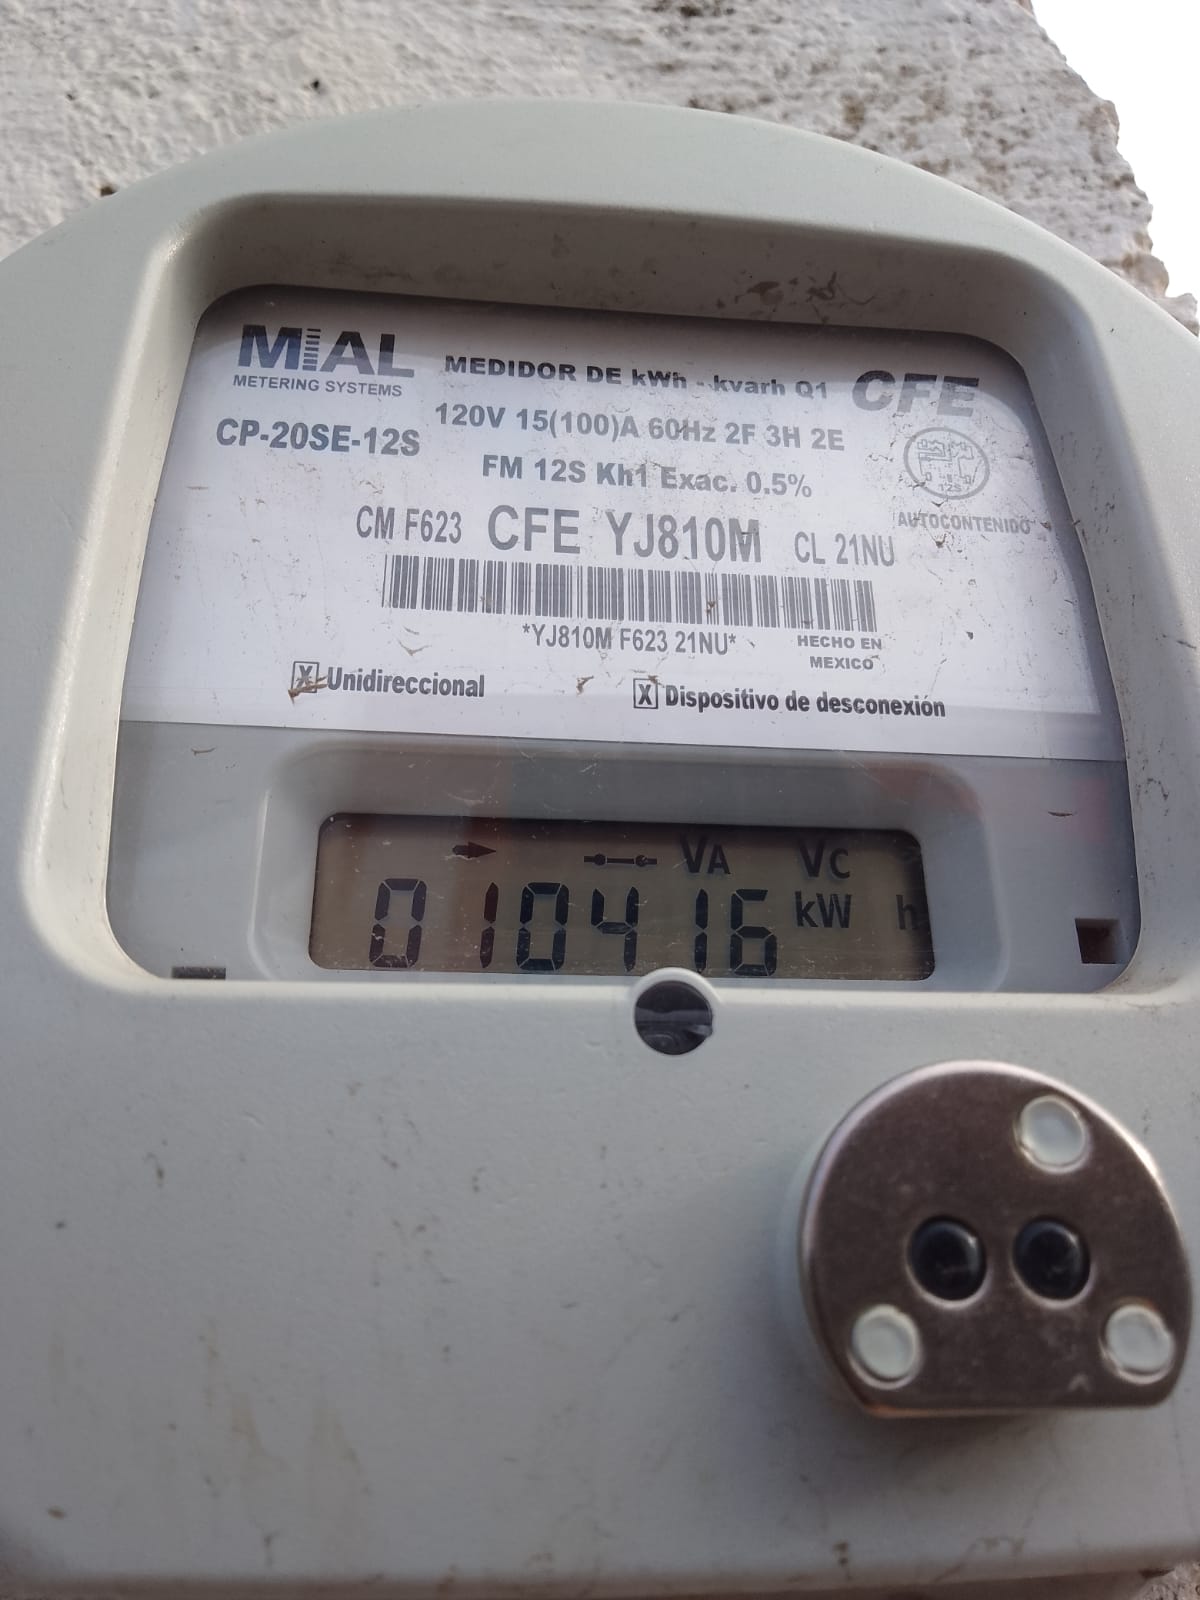 MIAL
METERING SYSTEMS
MEDIDOR DE kWh - kvarh Q1
CFE
CP-20SE-12S
120V 15(100)A 60Hz 2F 3H 2E
FM 12S Kh1 Exac. 0.5%
12S
AUTOCONTENIDO
CM F623 CFE YJ810M CL 21NU
*YJ810M F623 21NU*
HECHO EN
MEXICO
X Unidireccional
X Dispositivo de desconexión
VA VC
010416 kW h